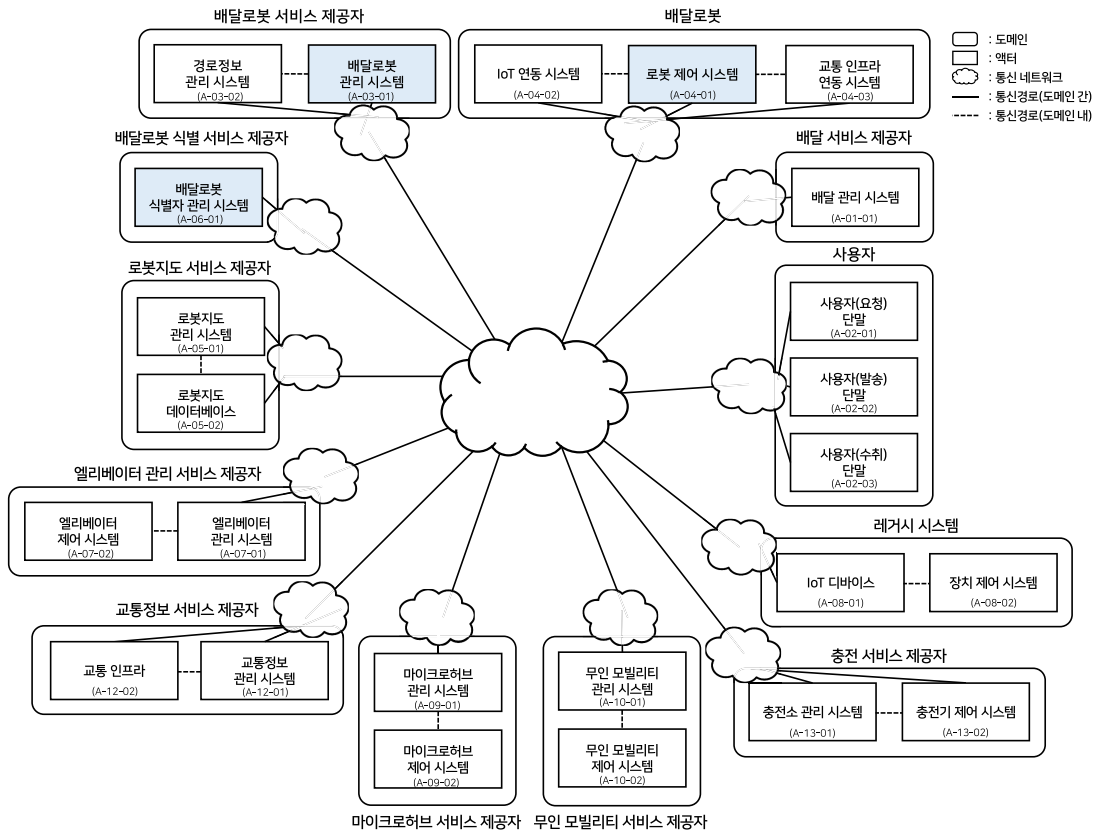 배달로봇 서비스 제공자
경로정보
관리 시스템
(A-03-02)
배달로봇
관리 시스템
(A-03-01)
배달로봇
IoT 연동 시스템
(A-04-02)
로봇 제어 시스템
(A-04-01)
교통 인프라
연동 시스템
(A-04-03)
: 도메인
: 액터
: 통신 네트워크
: 통신경로(도메인 간)
: 통신경로(도메인 내)
배달로봇 식별 서비스 제공자
배달로봇
식별자 관리 시스템
(A-06-01)
배달 서비스 제공자
배달 관리 시스템
(A-01-01)
로봇지도 서비스 제공자
로봇지도
관리 시스템
(A-05-01)
로봇지도
데이터베이스
(A-05-02)
사용자
사용자(요청)
단말
(A-02-01)
사용자(발송)
단말
(A-02-02)
사용자(수취)
단말
(A-02-03)
엘리베이터 관리 서비스 제공자
엘리베이터
제어 시스템
(A-07-02)
엘리베이터
관리 시스템
(A-07-01)
레거시 시스템
IoT 디바이스
(A-08-01)
장치 제어 시스템
(A-08-02)
교통정보 서비스 제공자
교통 인프라
(A-12-02)
교통정보
관리 시스템
(A-12-01)
마이크로허브
관리 시스템
(A-09-01)
마이크로허브
제어 시스템
(A-09-02)
마이크로허브 서비스 제공자
무인 모빌리티
관리 시스템
(A-10-01)
무인 모빌리티
제어 시스템
(A-10-02)
무인 모빌리티 서비스 제공자
충전 서비스 제공자
충전소 관리 시스템
(A-13-01)
충전기 제어 시스템
(A-13-02)